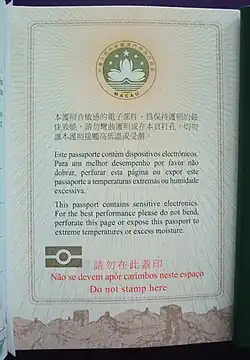 MACAU
本護照含敏感的電子部件,為保持護照的最
佳效能,請勿彎曲護照或在本頁打孔,切勿
讓本護照接觸高低溫或受潮。
Este passaporte contém dispositivos electrónicos.
Para um melhor desempenho por favor não
dobrar, perfurar esta página ou expor este
passaporte a temperaturas extremas ou humidade
excessiva.
This passport contains sensitive electronics.
For the best performance please do not bend,
perforate this page or expose this passport to
extreme temperatures or excess moisture.
請勿在此蓋印
Não se devem apôr carimbos neste espaço
Do not stamp here